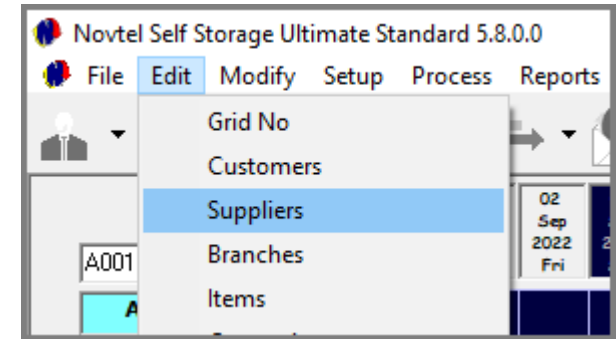 Novtel Self Storage Ultimate Standard 5.8.0.0
File Edit Modify Setup Process Reports
Grid No
Customers
Suppliers
Branches
Items
A001
A
02
Sep
2022
Fri